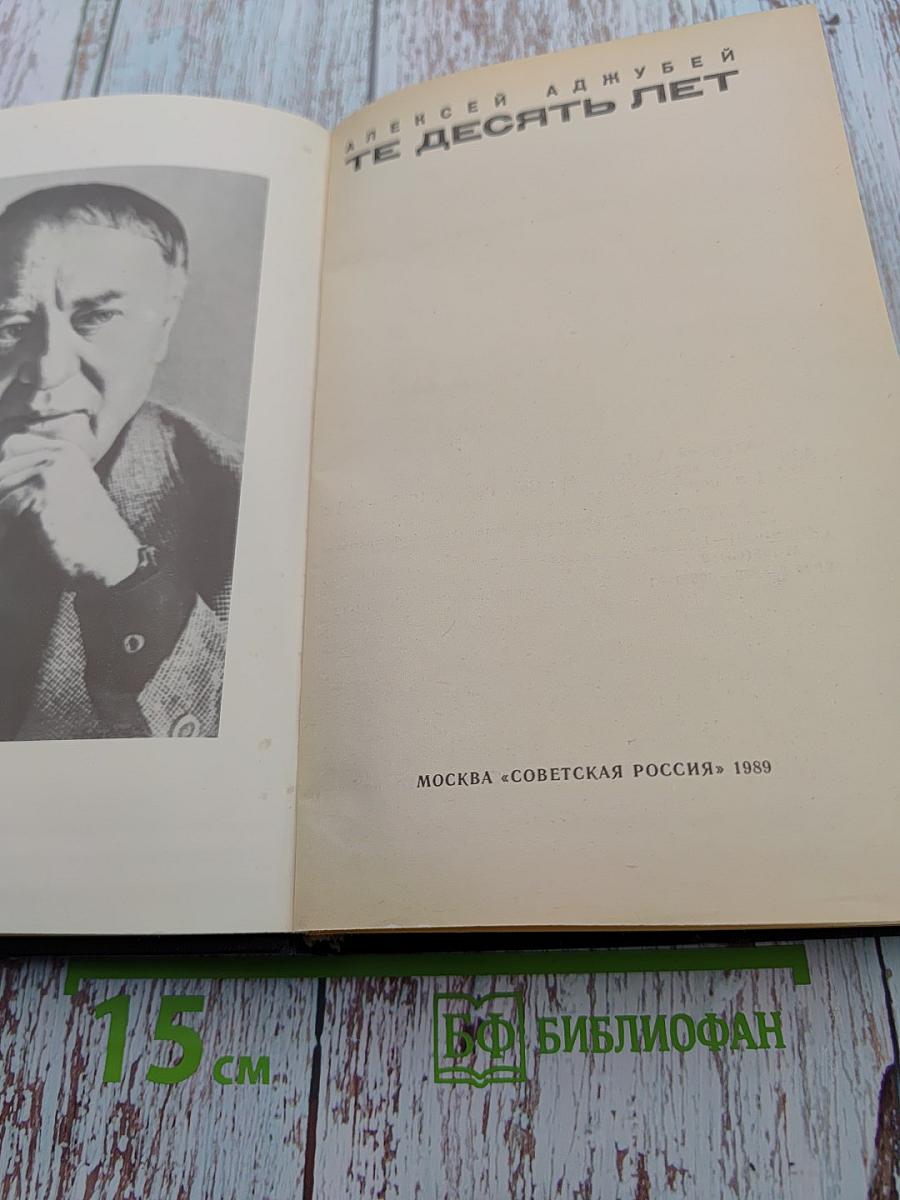 АЛЕКСЕЙ АДЖУБЕЙ
ТЕ ДЕСЯТЬ ЛЕТ
МОСКВА «СОВЕТСКАЯ РОССИЯ» 1989
15 см
БФ БИБЛИОФАН